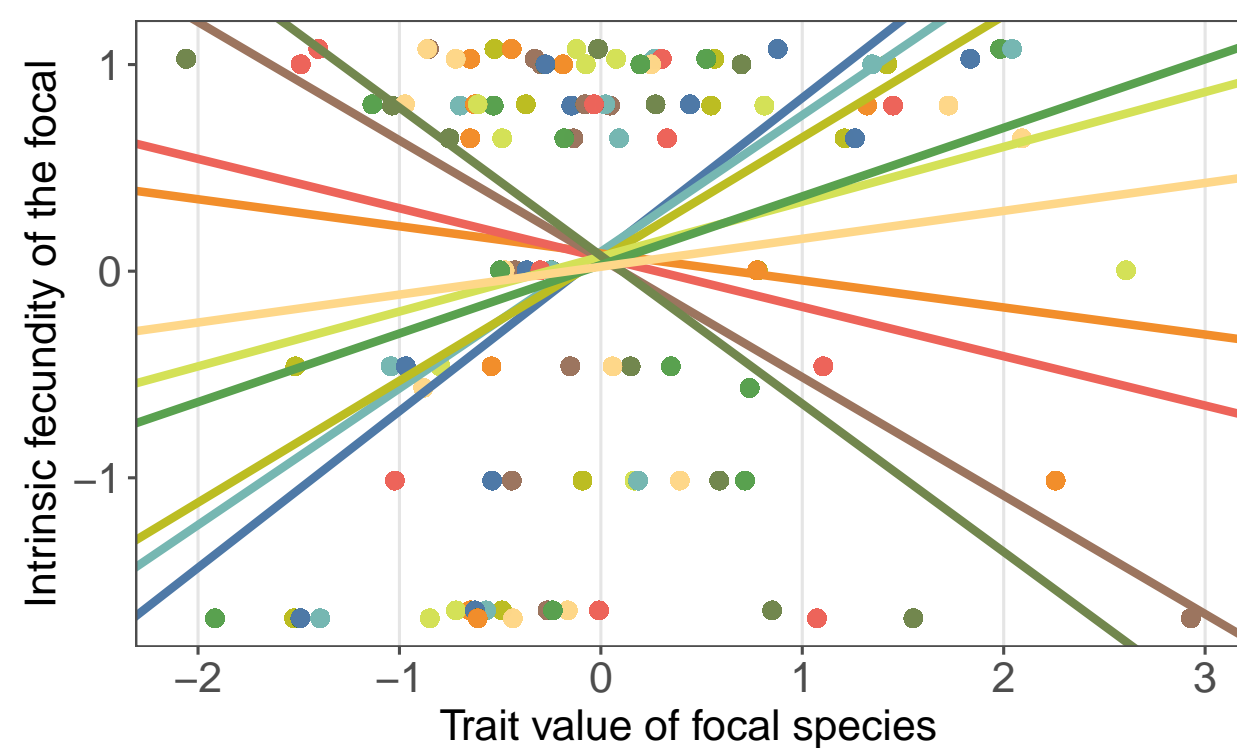 Intrinsic fecundity of the focal
1
0
−1
−2 −1 0 1 2 3
Trait value of focal species